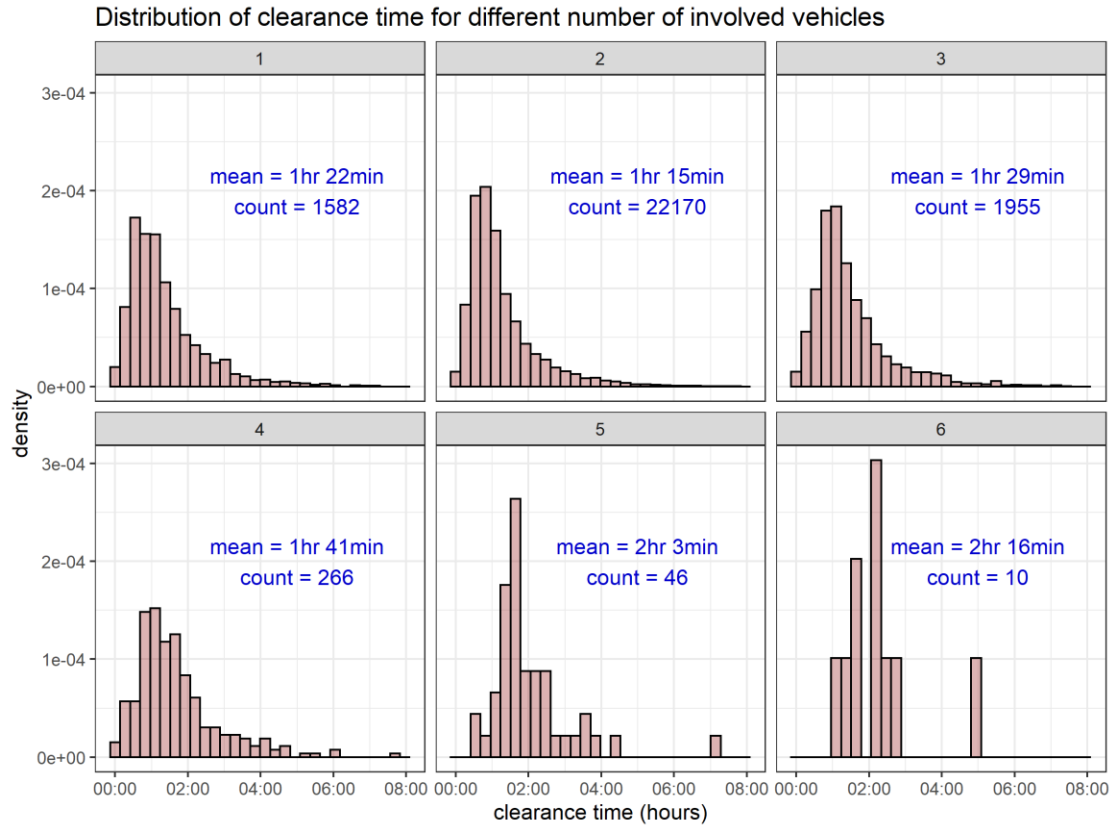 Distribution of clearance time for different number of involved vehicles
1
2
3
3e-04
2e-04
1e-04
0e+00
mean = 1hr 22min
count = 1582
mean = 1hr 15min
count = 22170
mean = 1hr 29min
count = 1955
density
4
5
6
3e-04
2e-04
1e-04
0e+00
mean = 1hr 41min
count = 266
mean = 2hr 3min
count = 46
mean = 2hr 16min
count = 10
00:00 02:00 04:00 06:00 08:00
00:00 02:00 04:00 06:00 08:00
00:00 02:00 04:00 06:00 08:00
clearance time (hours)